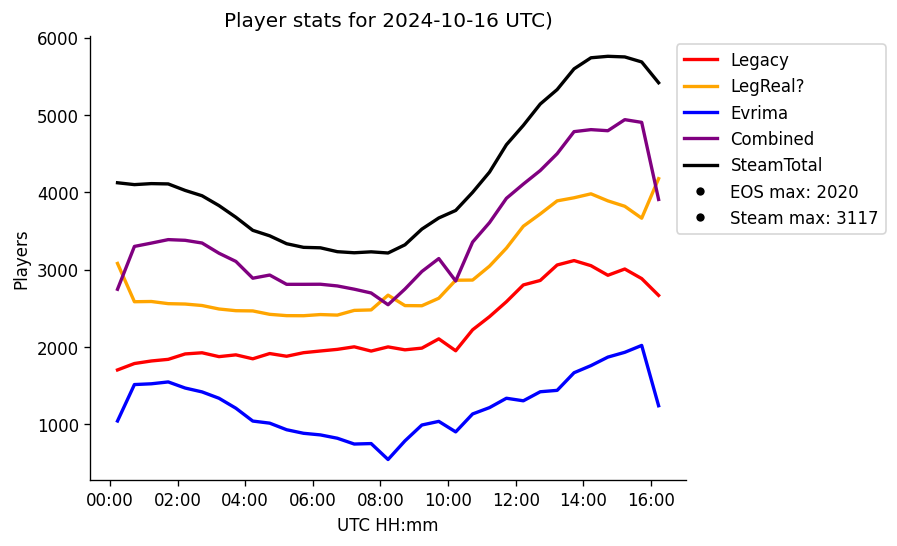 Player stats for 2024-10-16 UTC)
6000
5000
4000
3000
2000
1000
Players
00:00 02:00 04:00 06:00 08:00 10:00 12:00 14:00 16:00
UTC HH:mm
Legacy
LegReal?
Evrima
Combined
SteamTotal
EOS max: 2020
Steam max: 3117